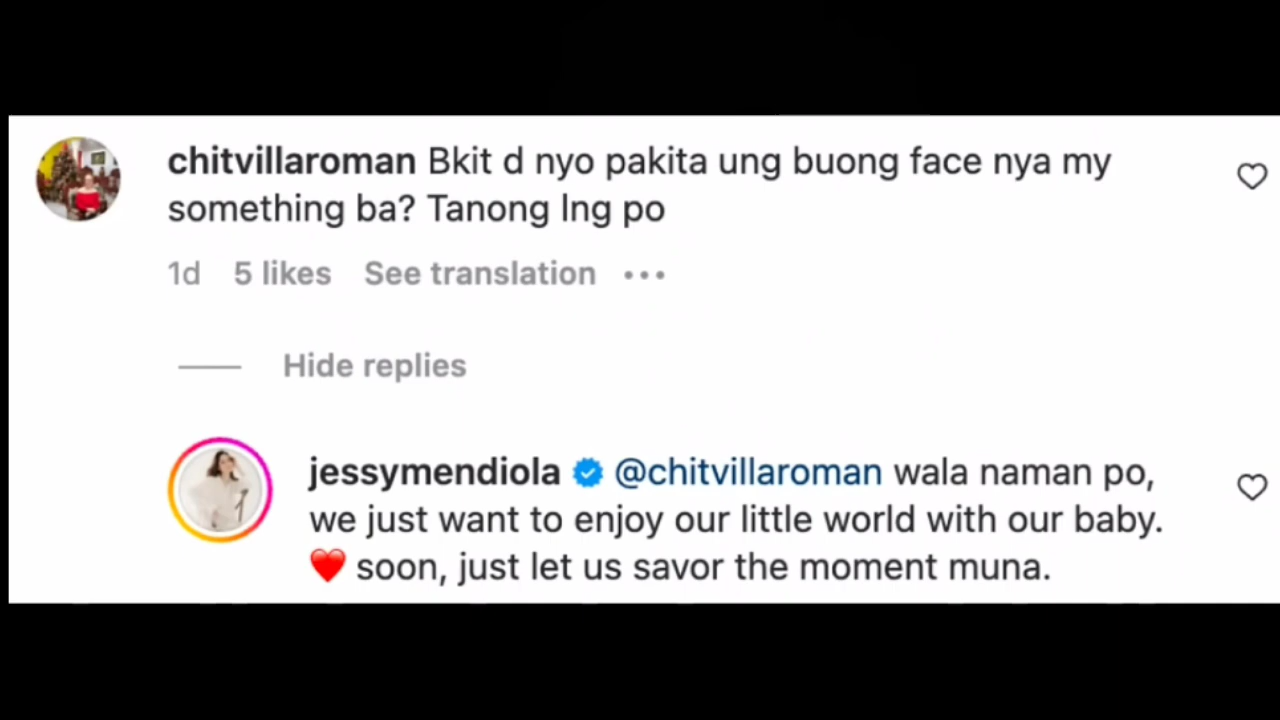 chitvillaroman Bkit d nyo pakita ung buong face nya my
something ba? Tanong lng po
1d 5 likes See translation •••
Hide replies
jessymendiola @chitvillaroman wala naman po,
we just want to enjoy our little world with our baby.
❤️ soon, just let us savor the moment muna.